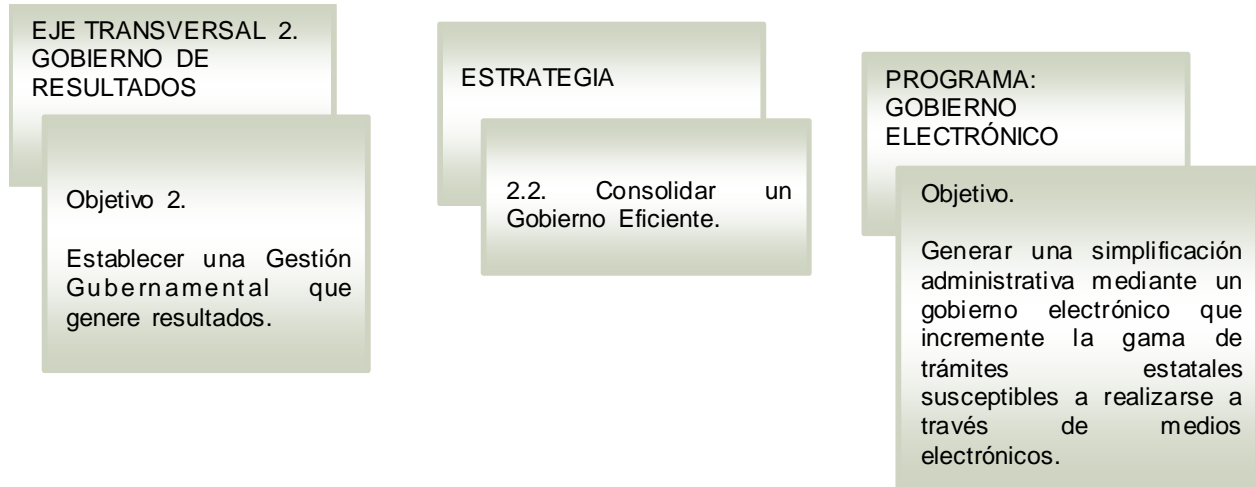 EJE TRANSVERSAL 2.
GOBIERNO DE
RESULTADOS
Objetivo 2.
Establecer una Gestión
Gubernamental que
genere resultados.
ESTRATEGIA
2.2. Consolidar un
Gobierno Eficiente.
PROGRAMA:
GOBIERNO
ELECTRÓNICO
Objetivo.
Generar una simplificación
administrativa mediante un
gobierno electrónico que
incremente la gama de
trámites estatales
susceptibles a realizarse a
través de medios
electrónicos.